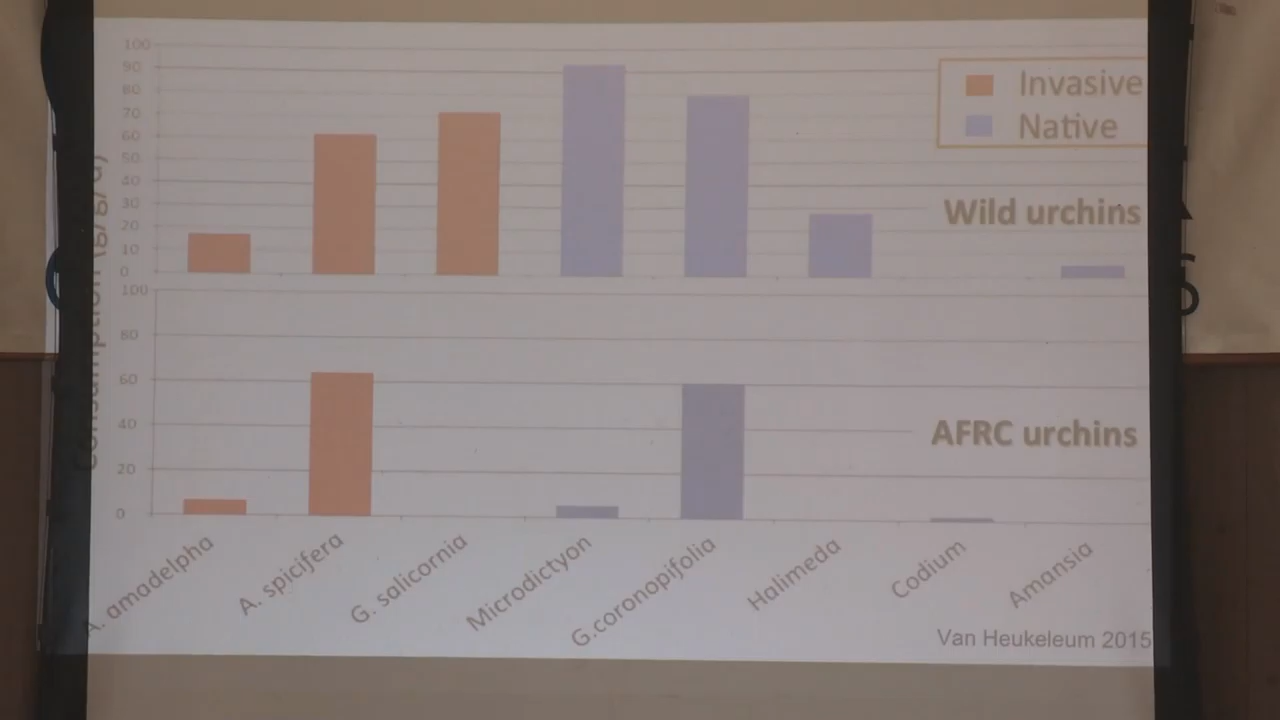 100
90
80
70
60
50
40
30
20
10
0
Invasive
Native
Wild urchins
100
80
60
40
20
0
AFRC urchins
A. amadelpha
A. spicifera
G. salicornia
Microdictyon
G.coronopifolia
Halimeda
Codium
Amansia
Van Heukeleum 2015